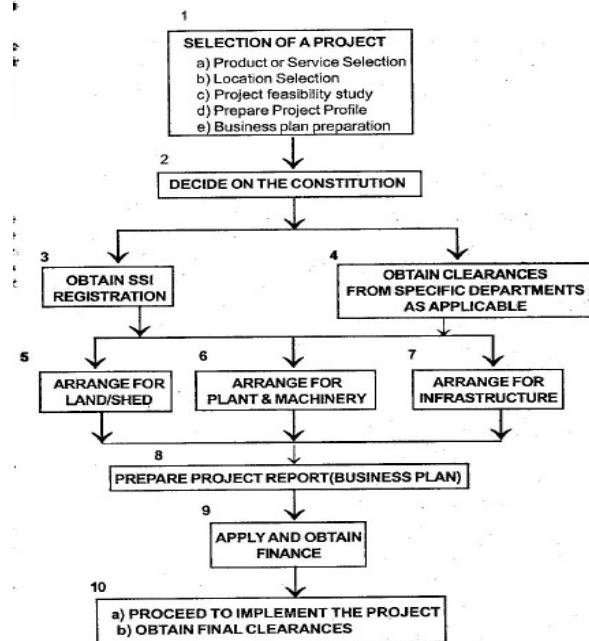 1
SELECTION OF A PROJECT
a) Product or Service Selection
b) Location Selection
c) Project feasibility study
d) Prepare Project Profile
e) Business plan preparation
2
DECIDE ON THE CONSTITUTION
3
OBTAIN SSI
REGISTRATION
4
OBTAIN CLEARANCES
FROM SPECIFIC DEPARTMENTS
AS APPLICABLE
5
ARRANGE FOR
LAND/SHED
6
ARRANGE FOR
PLANT & MACHINERY
7
ARRANGE FOR
INFRASTRUCTURE
8
PREPARE PROJECT REPORT(BUSINESS PLAN)
9
APPLY AND OBTAIN
FINANCE
10
a) PROCEED TO IMPLEMENT THE PROJECT
b) OBTAIN FINAL CLEARANCES